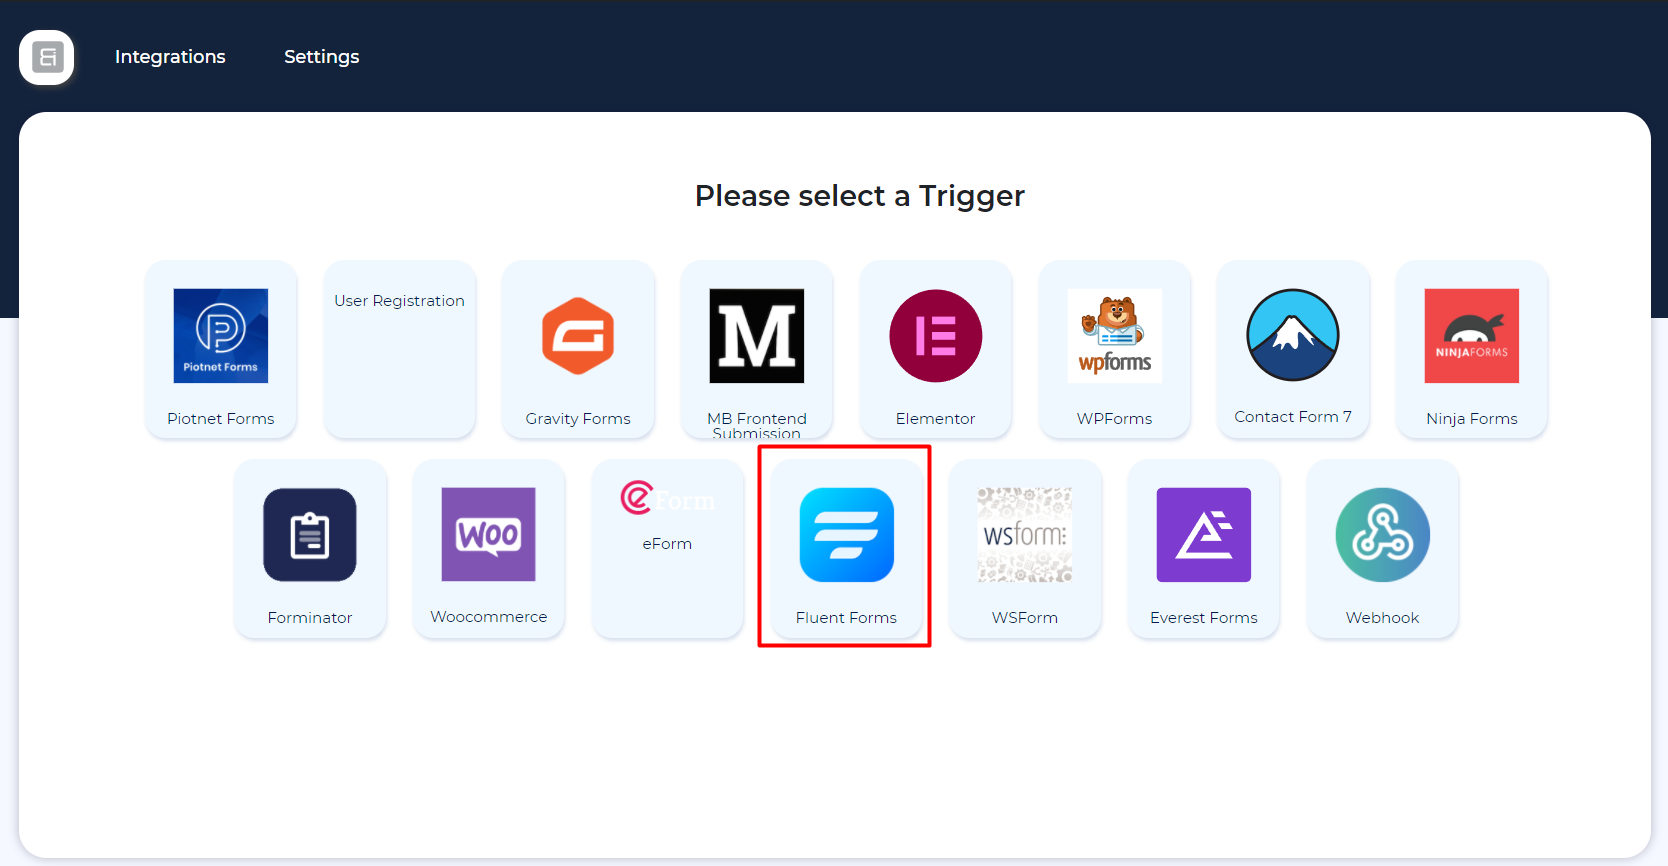 Integrations
Settings
Please select a Trigger
Piotnet Forms
Piotnet Forms
User Registration
G
Gravity Forms
M
MB Frontend
Submission
Elementor
wpforms
WPForms
Contact Form 7
NINJAFORMS
Ninja Forms
Forminator
WOO
Woocommerce
eForm
eForm
Fluent Forms
wsform:
WSForm
Everest Forms
Webhook